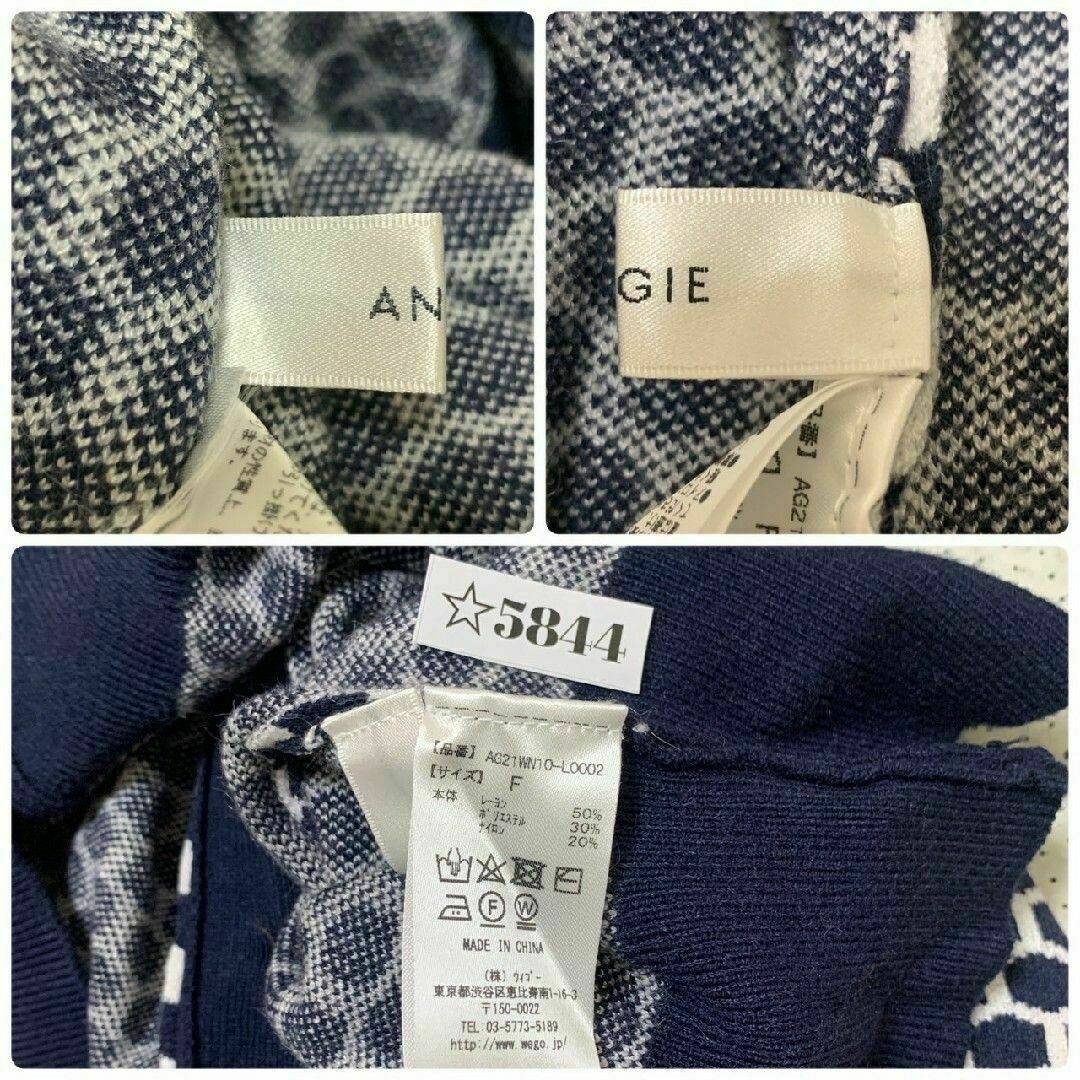 AN
GIE
番】AG21
☆5844
【品番】 AG21WN10-L0002
【サイズ】 F
本体 レーヨン 50%
ポリエステル 30%
ナイロン 20%
MADE IN CHINA
(株) ウィゴー
東京都渋谷区恵比寿南1-16-3
〒150-0022
TEL 03-5773-5189
http://www.wego.jp/